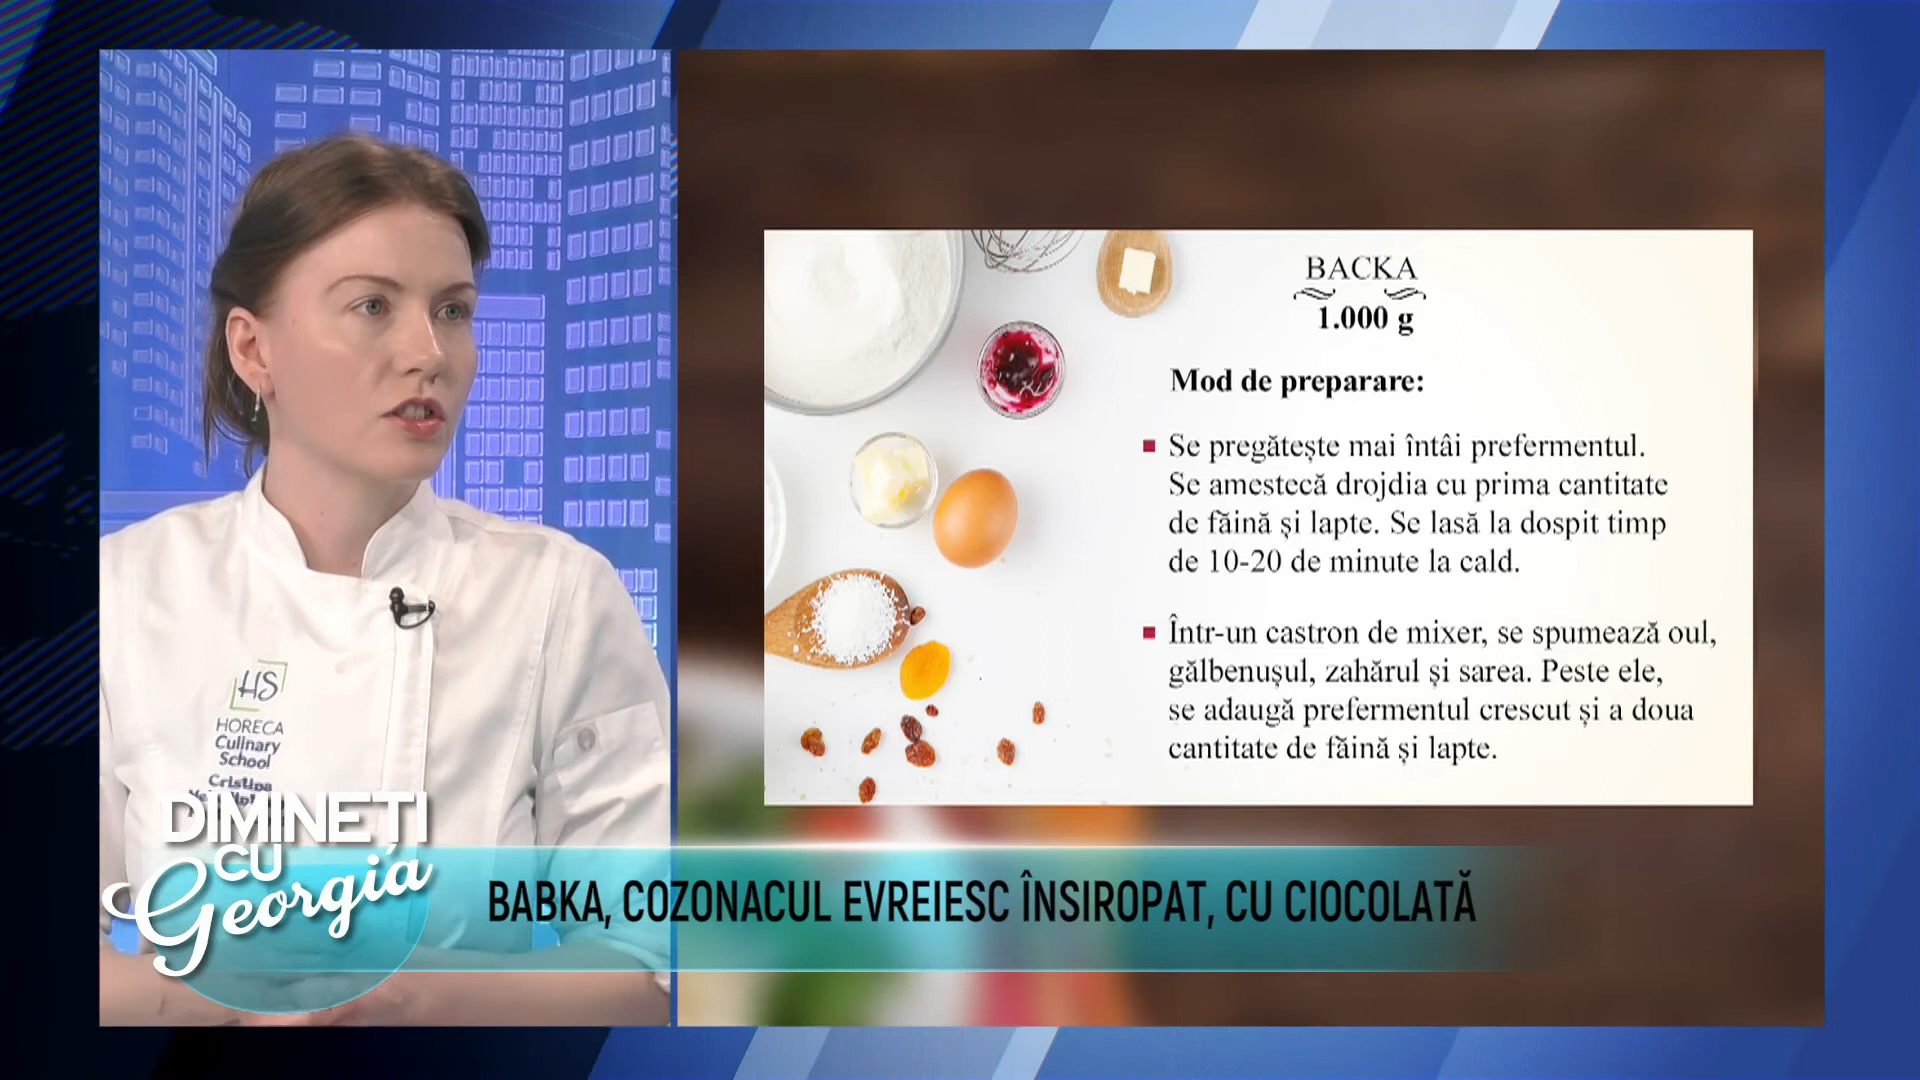 HS
HORECA
Culinary
School
Cristina
DIMINEȚI
CU
Georgia
BACKA
1.000 g
Mod de preparare:
Se pregătește mai întâi prefermentul.
Se amestecă drojdia cu prima cantitate
de făină și lapte. Se lasă la dospit timp
de 10-20 de minute la cald.
Într-un castron de mixer, se spumează oul,
gălbenușul, zahărul și sarea. Peste ele,
se adaugă prefermentul crescut și a doua
cantitate de făină și lapte.
BABKA, COZONACUL EVREIESC ÎNSIROPAT, CU CIOCOLATĂ